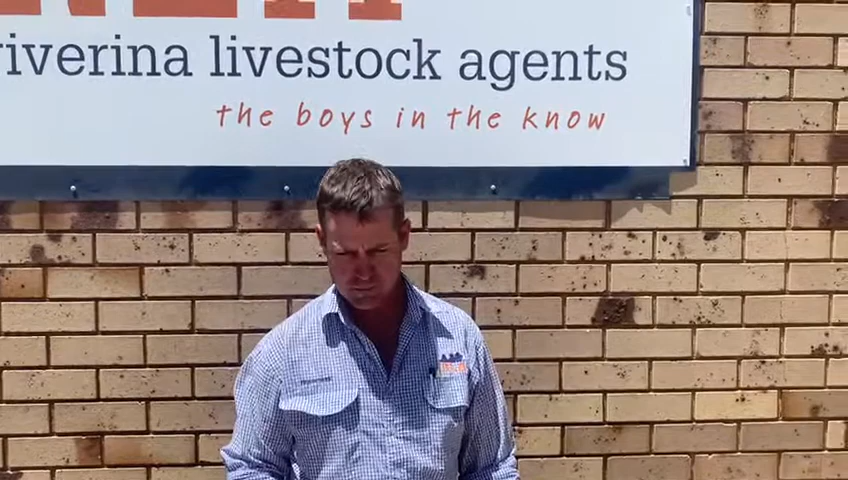 riverina livestock agents
the boys in the know